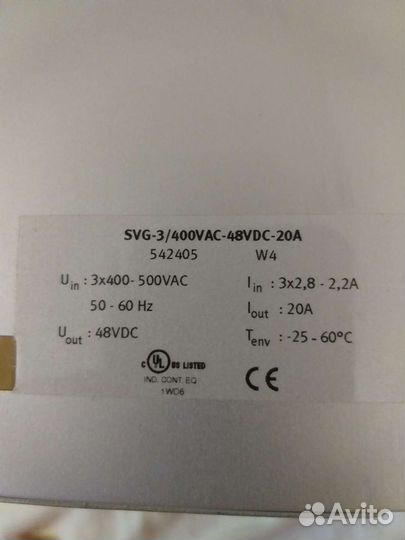 SVG-3/400VAC-48VDC-20A
542405 W4
Uin : 3x400-500VAC Iin : 3x2,8 - 2,2A
50 - 60 Hz Iout : 20A
Uout : 48VDC Tenv : -25 - 60°C
C UL US LISTED
IND. CONT. EQ.
1WD6
CE
Avito